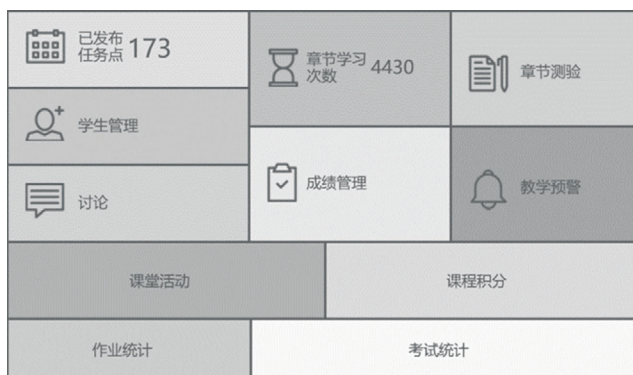 已发布
任务点 173
章节学习
次数 4430
章节测验
学生管理
讨论
成绩管理
教学预警
课堂活动
课程积分
作业统计
考试统计